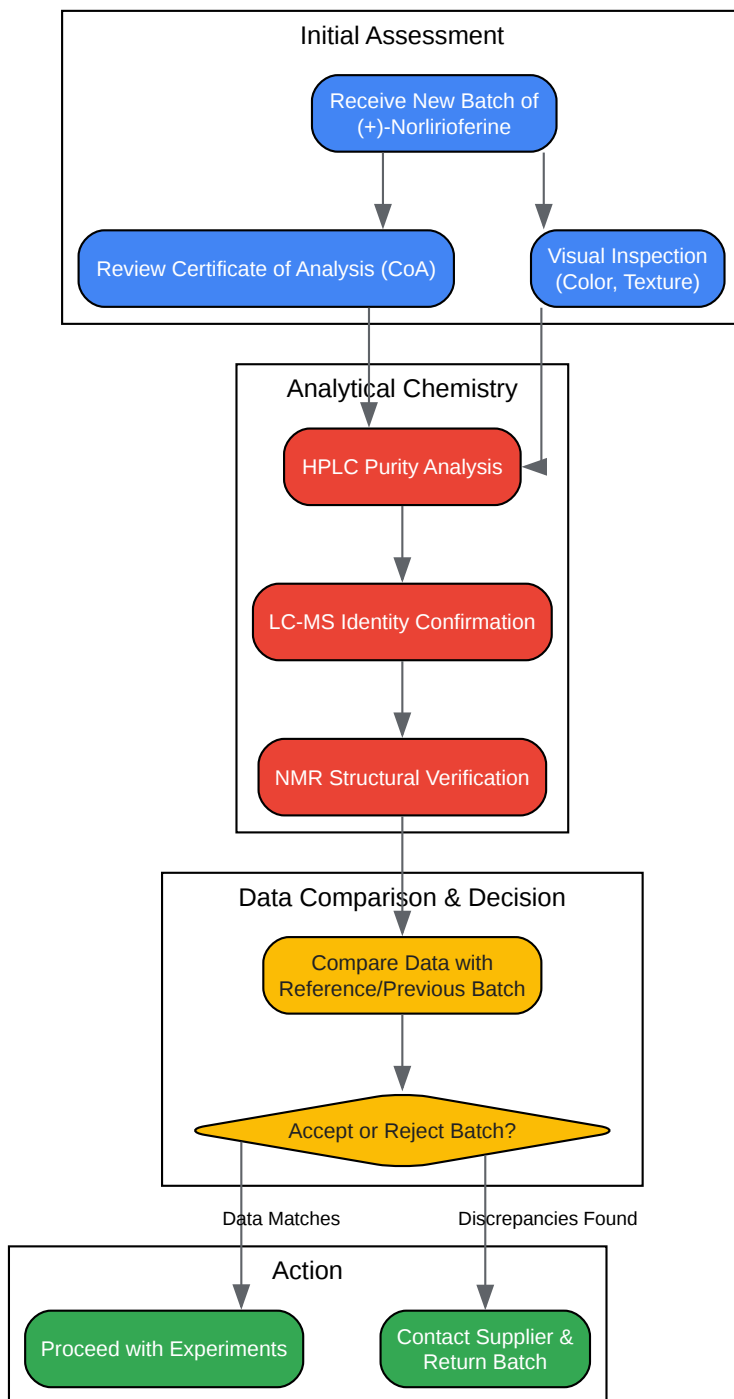 Initial Assessment
Receive New Batch of
(+)-Norlirioferine
Review Certificate of Analysis (CoA)
Visual Inspection
(Color, Texture)
Analytical Chemistry
HPLC Purity Analysis
LC-MS Identity Confirmation
NMR Structural Verification
Data Comparison & Decision
Compare Data with
Reference/Previous Batch
Accept or Reject Batch?
Data Matches
Discrepancies Found
Action
Proceed with Experiments
Contact Supplier &
Return Batch